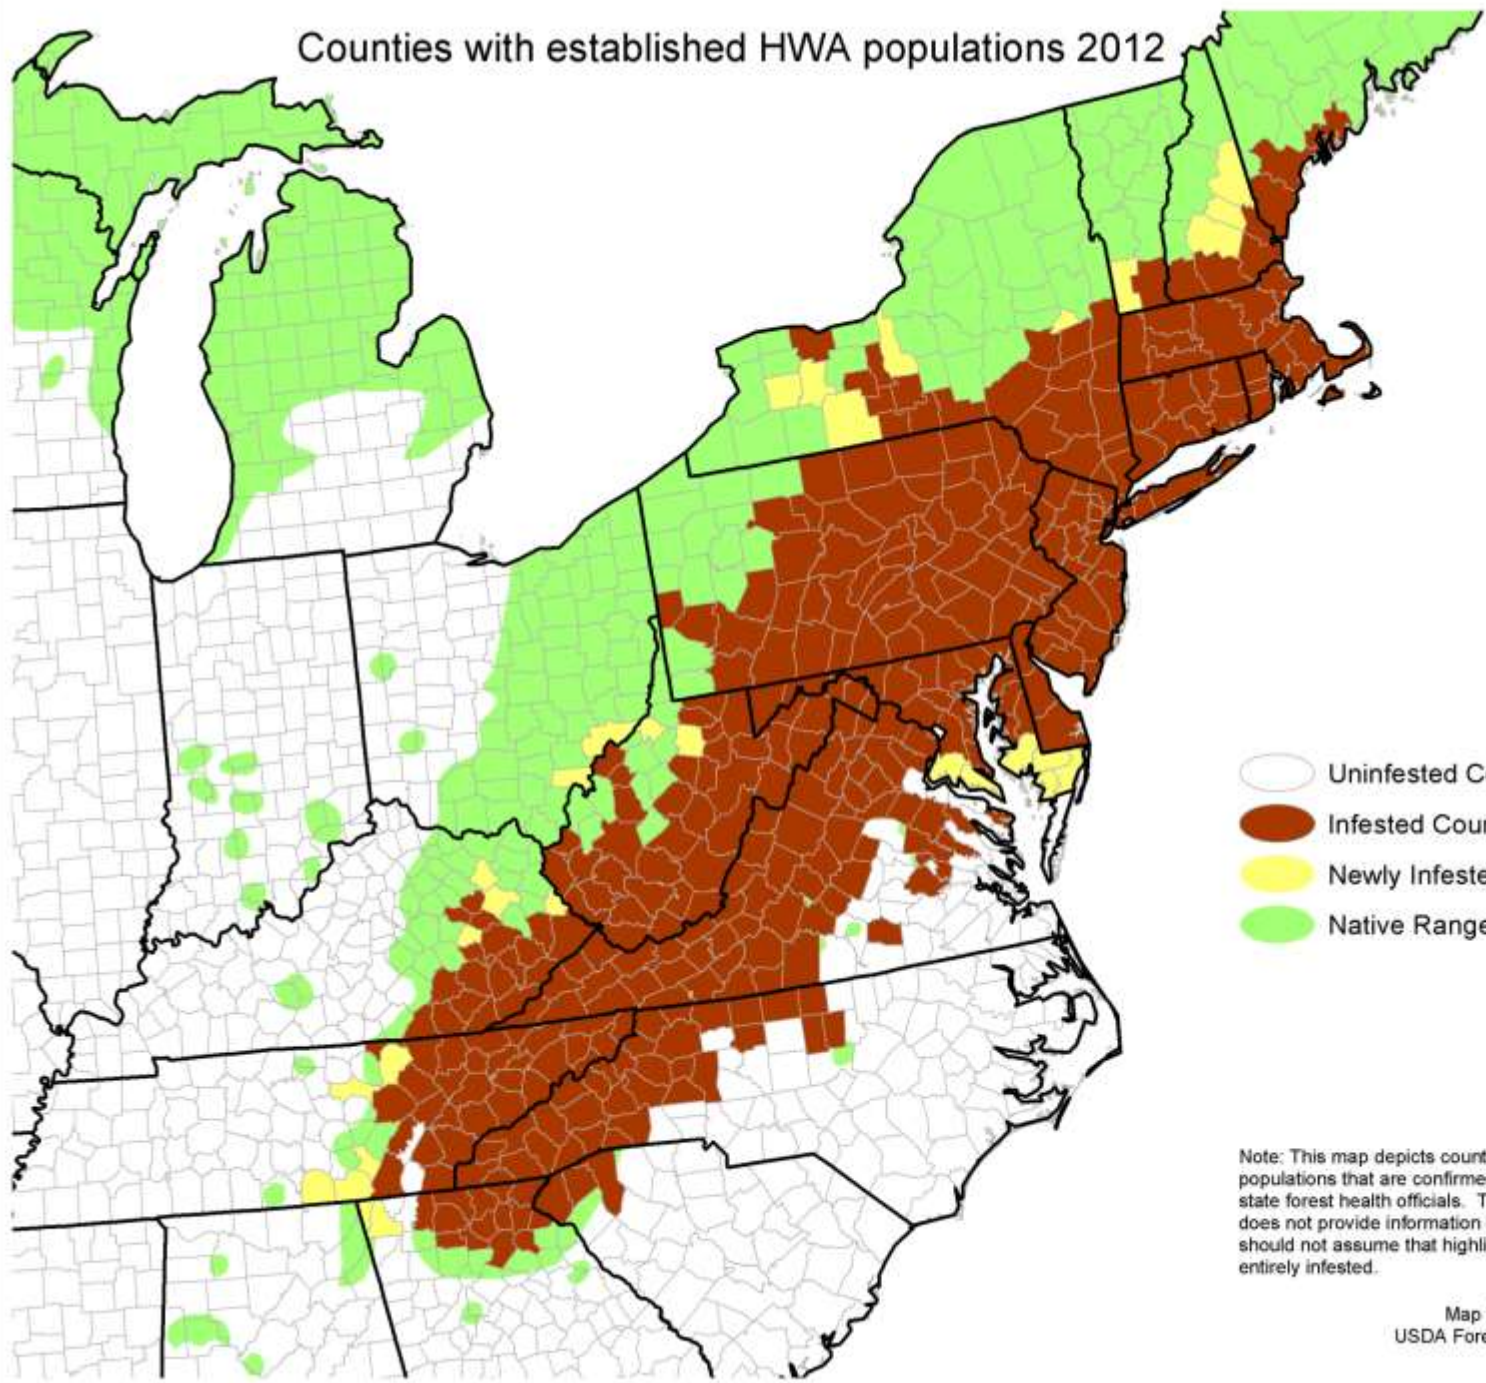 Counties with established HWA populations 2012
Uninfested C
Infested Cour
Newly Infeste
Native Range
Note: This map depicts count
populations that are confirme
state forest health officials. T
does not provide information
should not assume that highli
entirely infested.
Map
USDA Fore